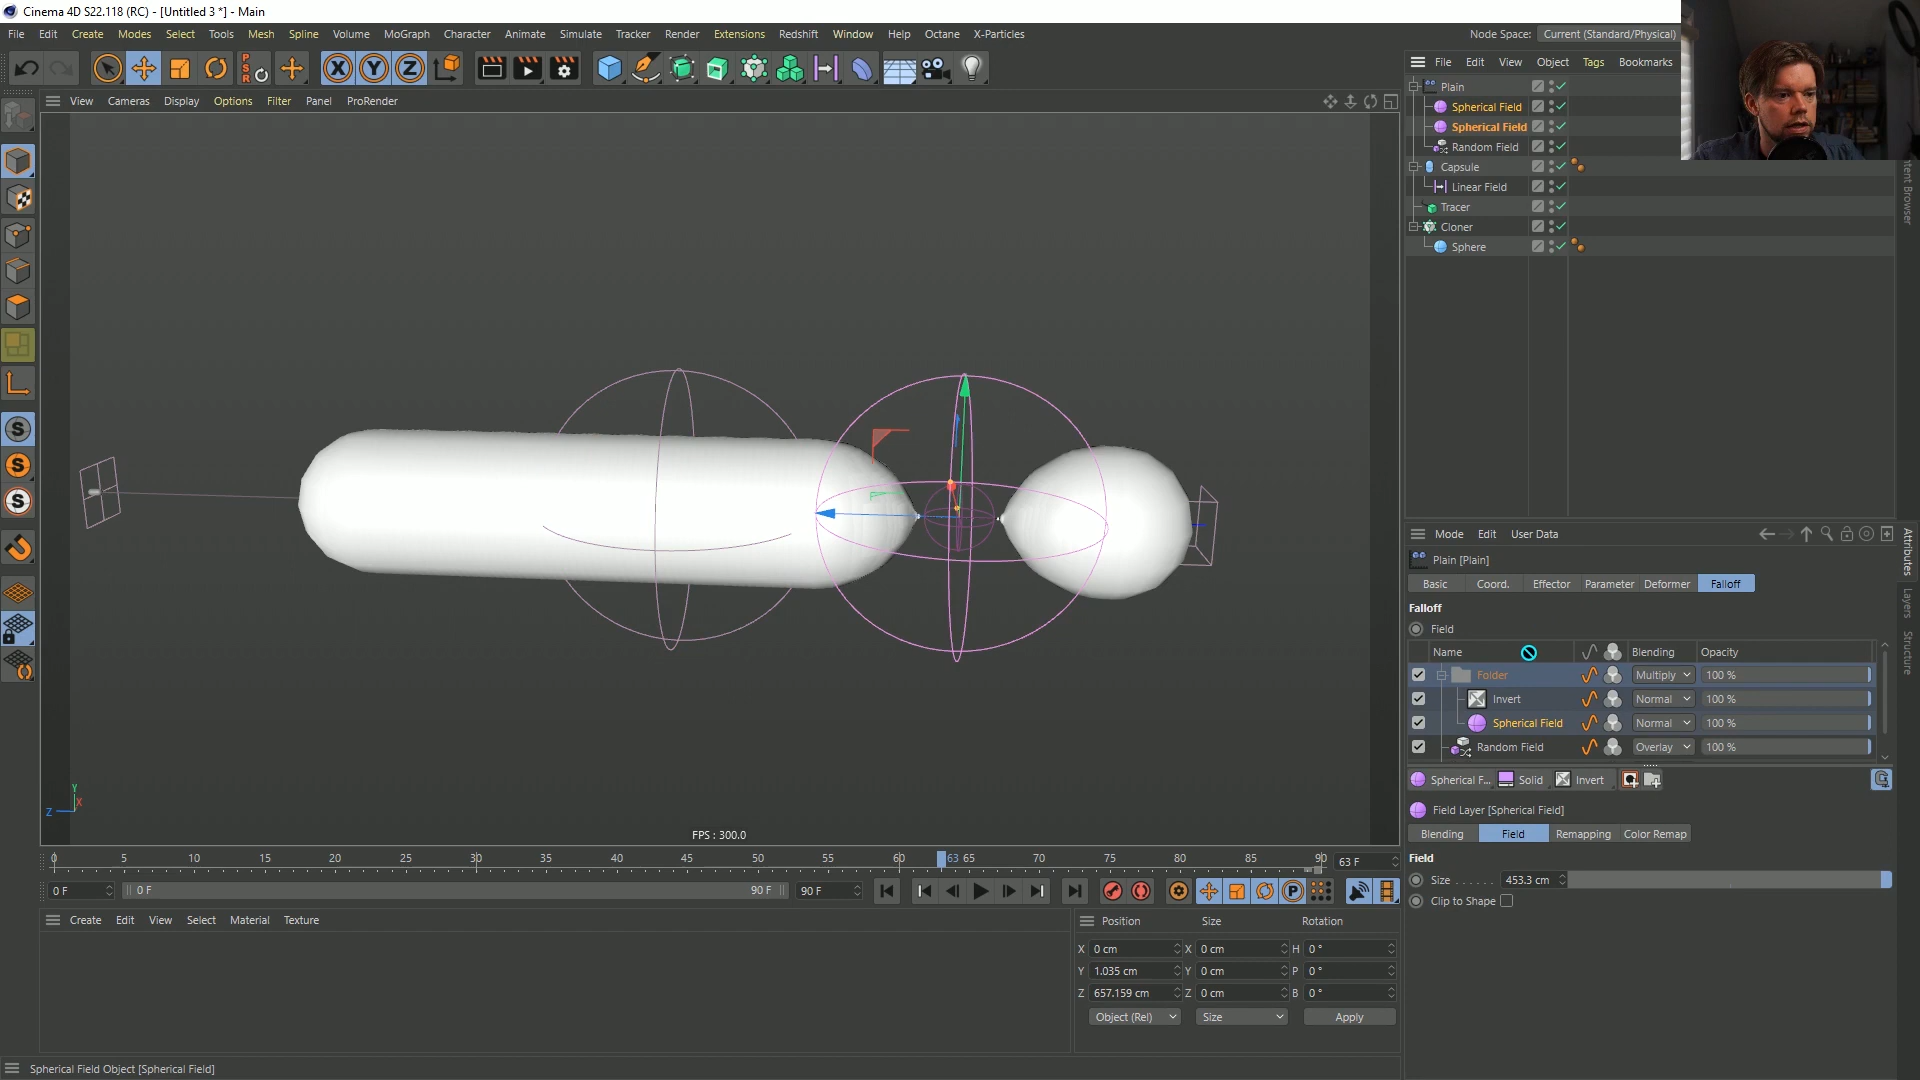 Cinema 4D S22.118 (RC) - [Untitled 3 *] - Main
File Edit Create Modes Select Tools Mesh Spline Volume MoGraph Character Animate Simulate Tracker Render Extensions Redshift Window Help Octane X-Particles
Node Space: Current (Standard/Physical)
PSR X Y Z
File Edit View Object Tags Bookmarks
View Cameras Display Options Filter Panel ProRender
Plain
Spherical Field
Spherical Field
Random Field
Capsule
Linear Field
Tracer
Cloner
Sphere
S
S
S
Y
X
Z
FPS : 300.0
Attributes
Layers
Structure
Mode Edit User Data
Plain [Plain]
Basic Coord. Effector Parameter Deformer Falloff
Falloff
Field
Name Blending Opacity
Folder Multiply 100 %
Invert Normal 100 %
Spherical Field Normal 100 %
Random Field Overlay 100 %
Spherical F... Solid Invert
Field Layer [Spherical Field]
Blending Field Remapping Color Remap
Field
Size 453.3 cm
Clip to Shape
0 5 10 15 20 25 30 35 40 45 50 55 60 63 65 70 75 80 85 90 63 F
0 F 0 F 90 F 90 F P
Create Edit View Select Material Texture
Position Size Rotation
X 0 cm X 0 cm H 0 °
Y 1.035 cm Y 0 cm P 0 °
Z 657.159 cm Z 0 cm B 0 °
Object (Rel) Size Apply
Spherical Field Object [Spherical Field]